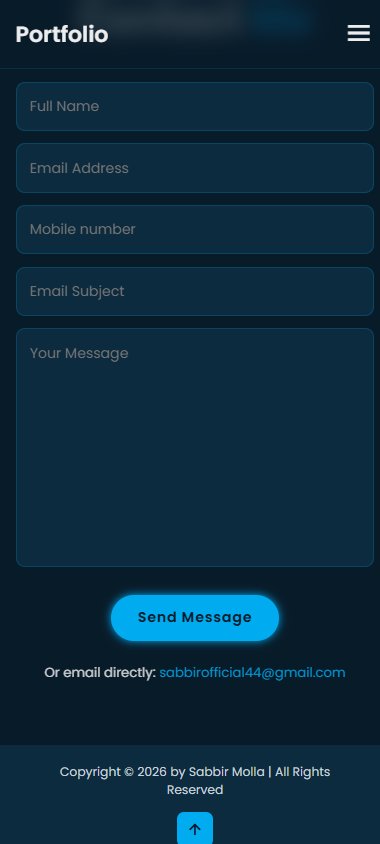 Portfolio
Full Name
Email Address
Mobile number
Email Subject
Your Message
Send Message
Or email directly: sabbirofficial44@gmail.com
Copyright © 2026 by Sabbir Molla | All Rights
Reserved